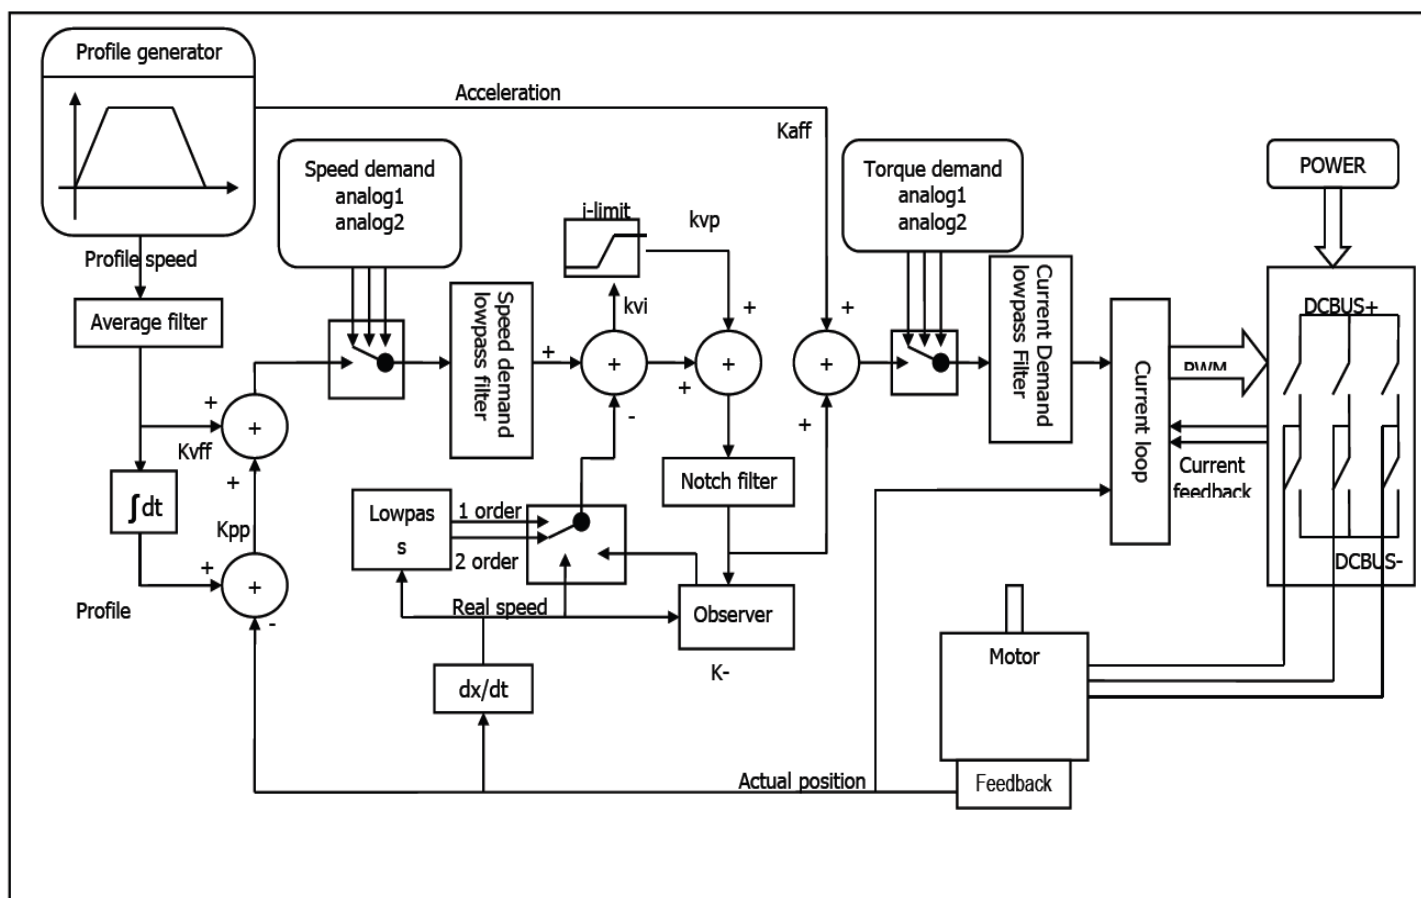 Profile generator
Acceleration
Kaff
Speed demand
analog1
analog2
Torque demand
analog1
analog2
POWER
i-limit
kvp
Profile speed
Average filter
kvi
Speed demand
lowpass filter
Current Demand
lowpass Filter
Current loop
DCBUS+
PWM
+
+
+
+
+
+
+
+
-
+
+
+
Kvff
+
∫dt
Kpp
Notch filter
Current
feedback
Lowpas
s
1 order
2 order
DCBUS-
+
+
-
Profile
Real speed
Observer
K-
Motor
dx/dt
Actual position
Feedback